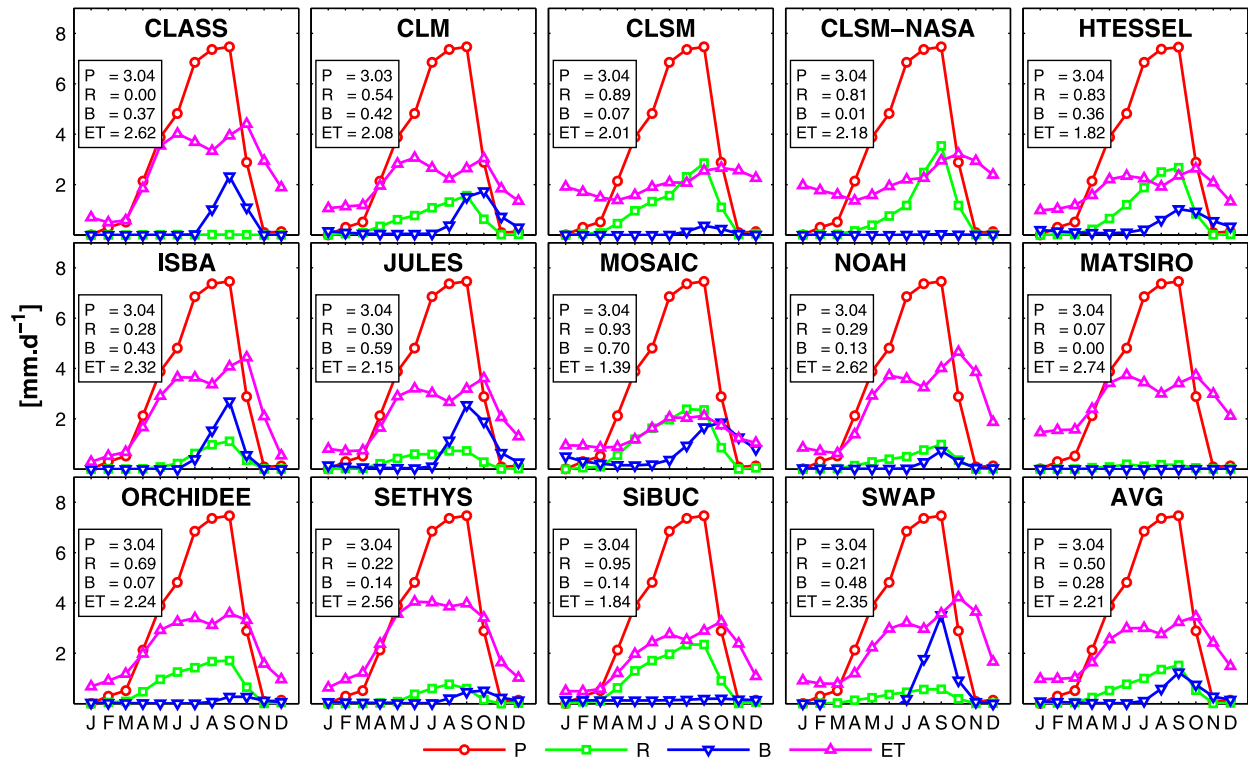 CLASS
P = 3.04
R = 0.00
B = 0.37
ET = 2.62
CLM
P = 3.03
R = 0.54
B = 0.42
ET = 2.08
CLSM
P = 3.04
R = 0.89
B = 0.07
ET = 2.01
CLSM−NASA
P = 3.04
R = 0.81
B = 0.01
ET = 2.18
HTESSEL
P = 3.04
R = 0.83
B = 0.36
ET = 1.82
8
6
4
2
ISBA
P = 3.04
R = 0.28
B = 0.43
ET = 2.32
JULES
P = 3.04
R = 0.30
B = 0.59
ET = 2.15
MOSAIC
P = 3.04
R = 0.93
B = 0.70
ET = 1.39
NOAH
P = 3.04
R = 0.29
B = 0.13
ET = 2.62
MATSIRO
P = 3.04
R = 0.07
B = 0.00
ET = 2.74
8
6
4
2
[mm.d⁻¹]
ORCHIDEE
P = 3.04
R = 0.69
B = 0.07
ET = 2.24
SETHYS
P = 3.04
R = 0.22
B = 0.14
ET = 2.56
SiBUC
P = 3.04
R = 0.95
B = 0.14
ET = 1.84
SWAP
P = 3.04
R = 0.21
B = 0.48
ET = 2.35
AVG
P = 3.04
R = 0.50
B = 0.28
ET = 2.21
8
6
4
2
J F M A M J J A S O N D
J F M A M J J A S O N D
J F M A M J J A S O N D
J F M A M J J A S O N D
J F M A M J J A S O N D
P R B ET